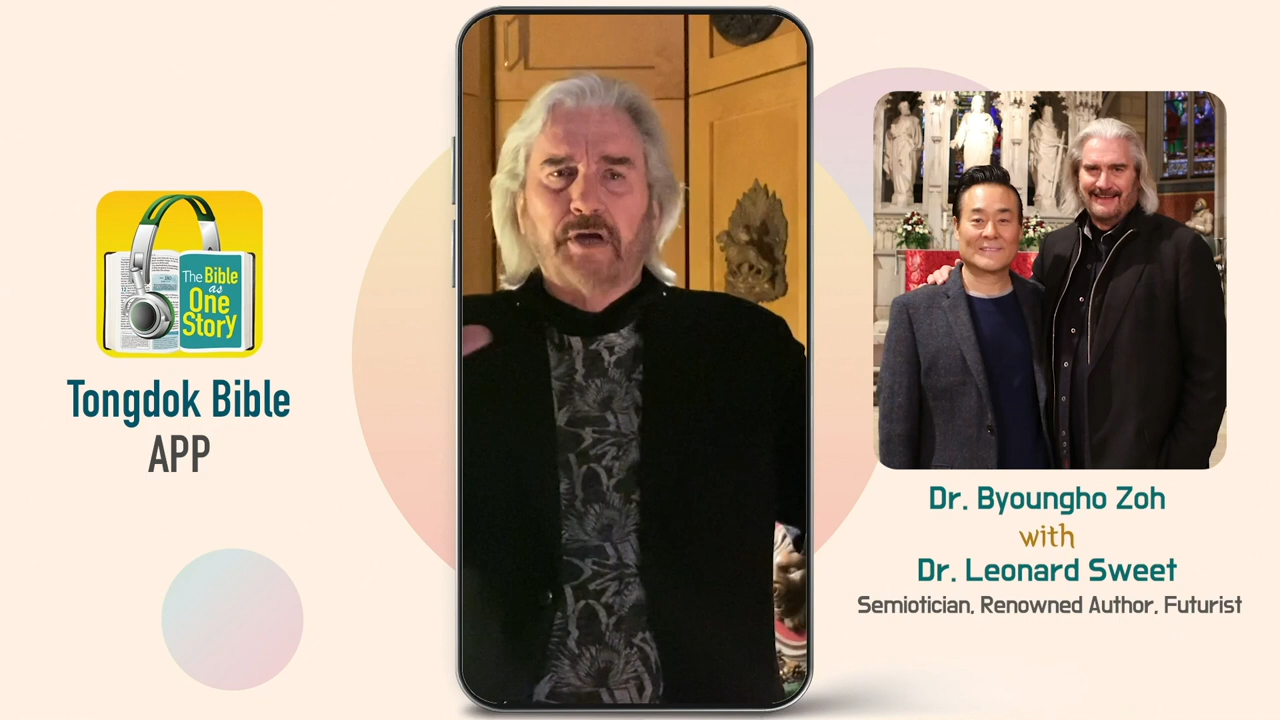 The Bible
as
One
Story
Tongdok Bible
APP
Dr. Byoungho Zoh
with
Dr. Leonard Sweet
Semiotician, Renowned Author, Futurist